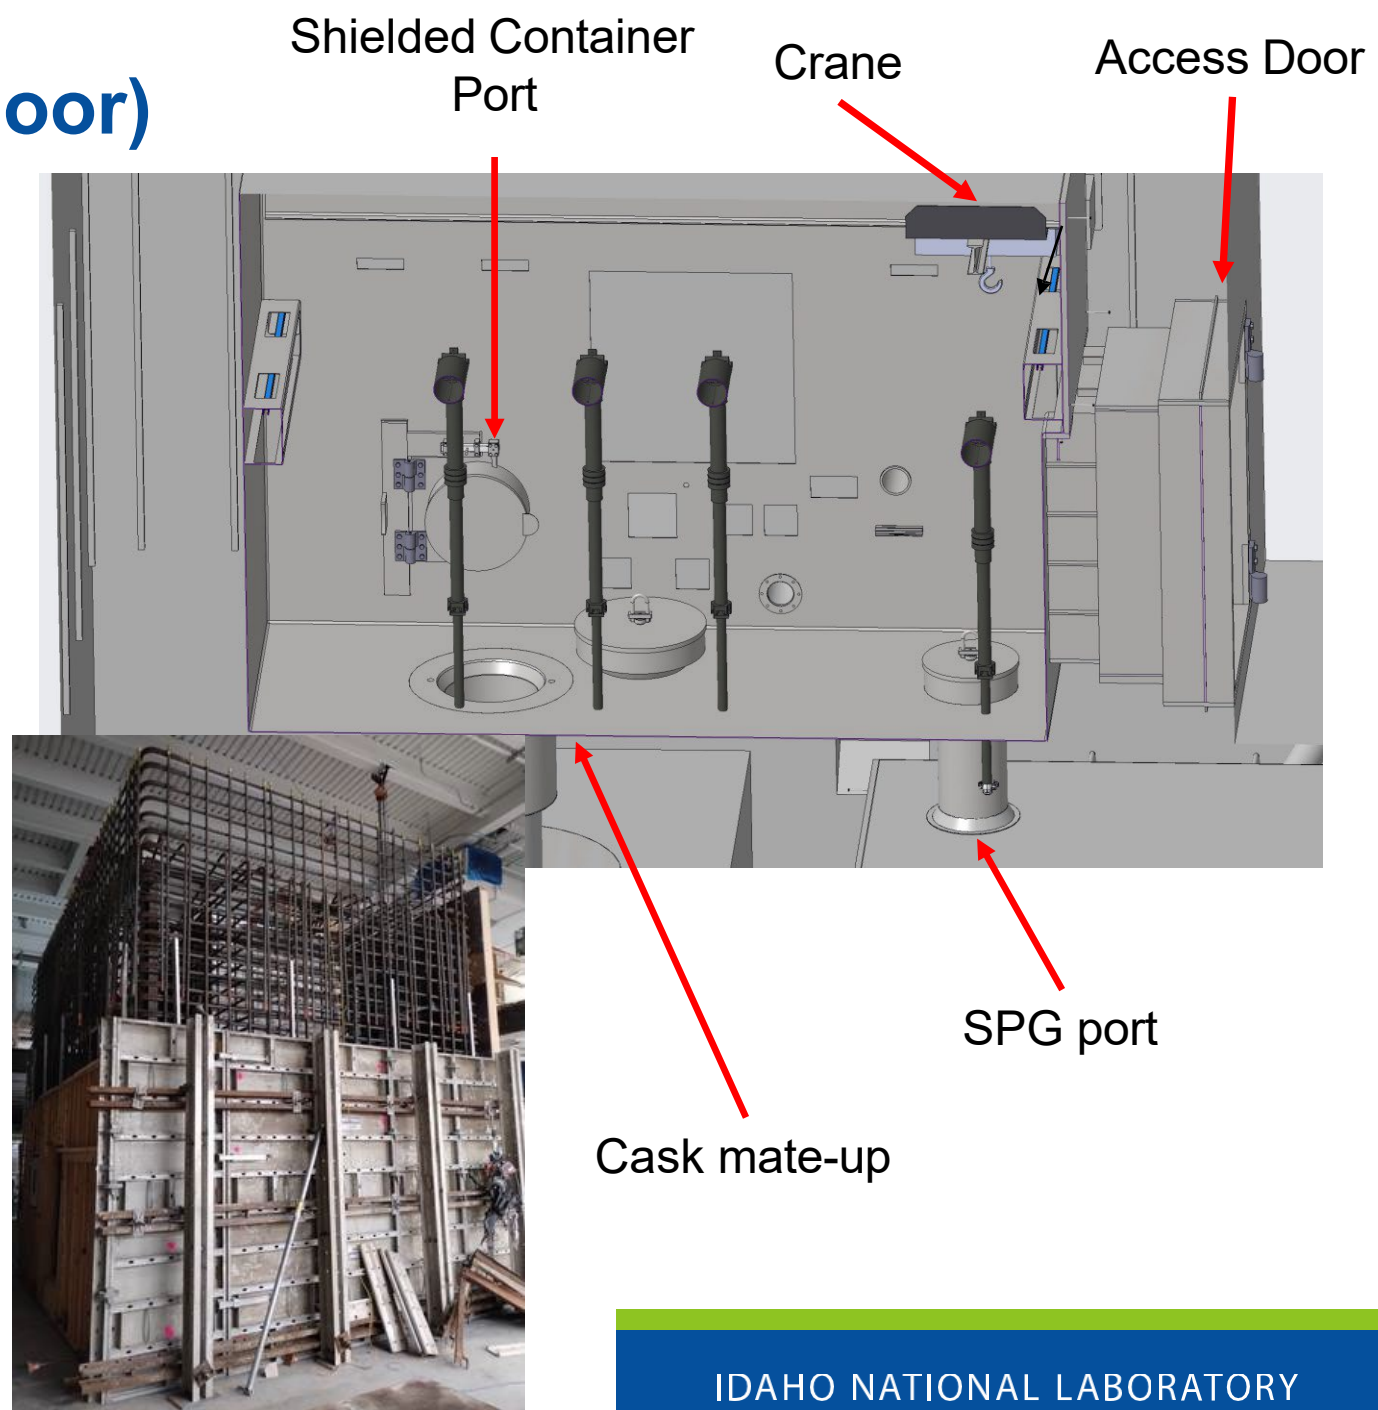 Shielded Container
Port
Crane
Access Door
oor)
SPG port
Cask mate-up
IDAHO NATIONAL LABORATORY